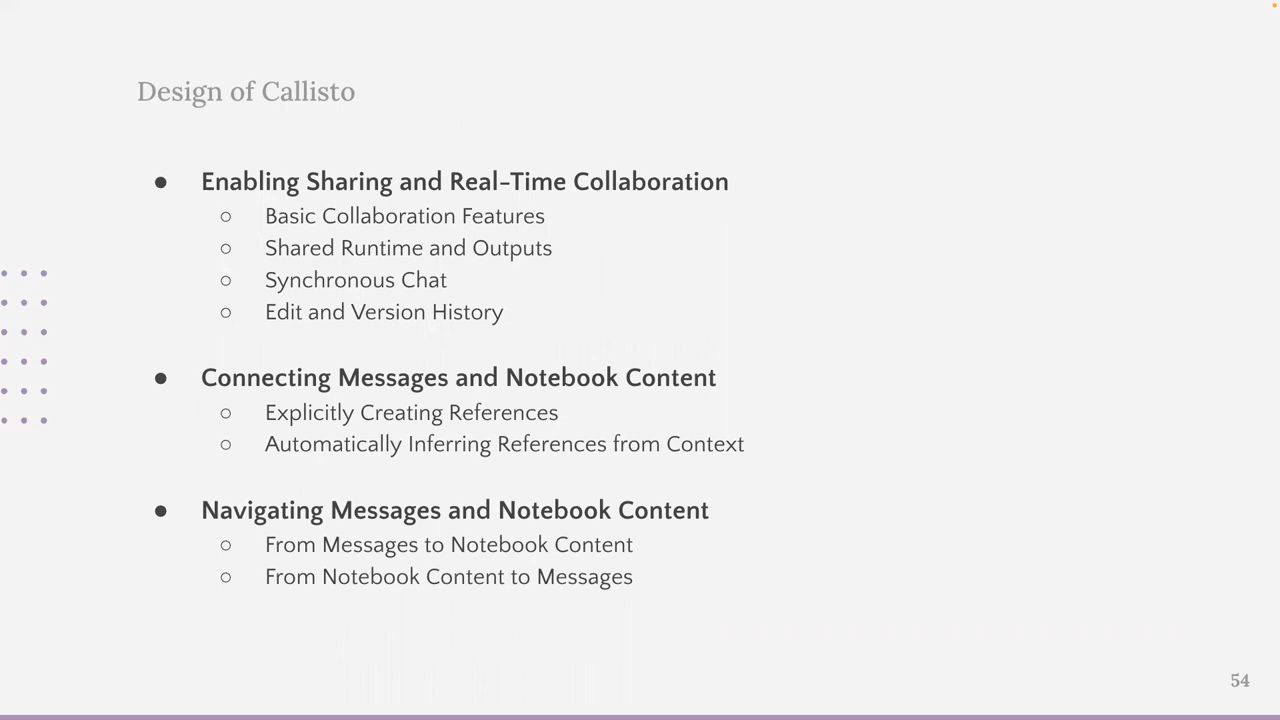 Design of Callisto
● Enabling Sharing and Real-Time Collaboration
○ Basic Collaboration Features
○ Shared Runtime and Outputs
○ Synchronous Chat
○ Edit and Version History
● Connecting Messages and Notebook Content
○ Explicitly Creating References
○ Automatically Inferring References from Context
● Navigating Messages and Notebook Content
○ From Messages to Notebook Content
○ From Notebook Content to Messages
54